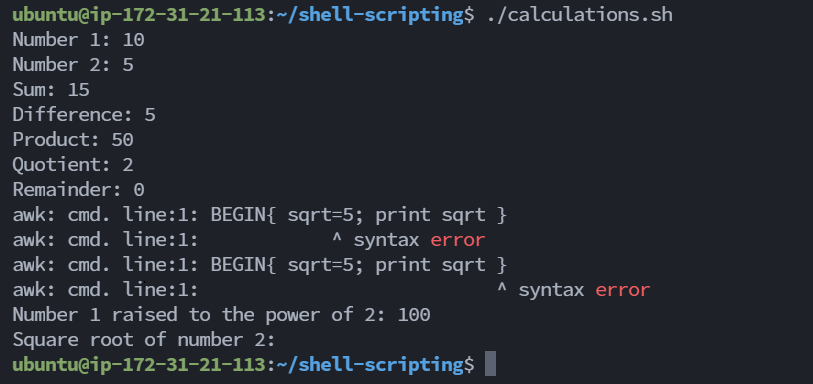 ubuntu@ip-172-31-21-113:~/shell-scripting$ ./calculations.sh
Number 1: 10
Number 2: 5
Sum: 15
Difference: 5
Product: 50
Quotient: 2
Remainder: 0
awk: cmd. line:1: BEGIN{ sqrt=5; print sqrt }
awk: cmd. line:1:           ^ syntax error
awk: cmd. line:1: BEGIN{ sqrt=5; print sqrt }
awk: cmd. line:1:                         ^ syntax error
Number 1 raised to the power of 2: 100
Square root of number 2:
ubuntu@ip-172-31-21-113:~/shell-scripting$